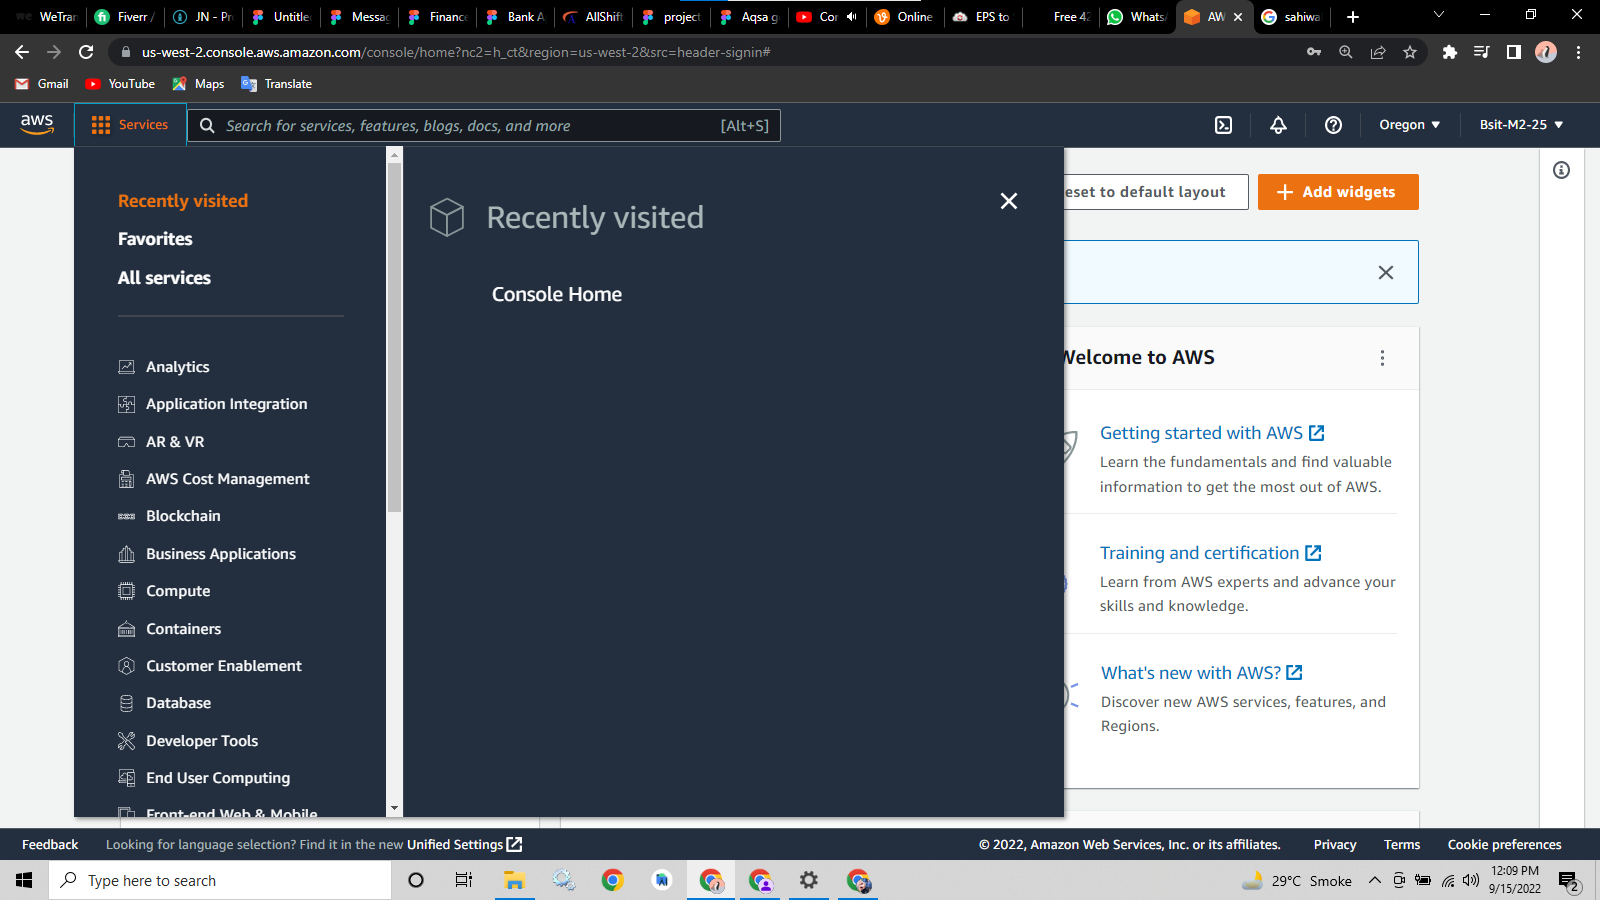 WeTran
Fiverr /
JN - Pro
Untitle
Messag
Finance
Bank A
AllShift
project
Aqsa g
Cor
Online
EPS to
Free 42
WhatsA
AW
sahiwa
us-west-2.console.aws.amazon.com/console/home?nc2=h_ct&region=us-west-2&src=header-signin#
Gmail
YouTube
Maps
Translate
aws
Services
Search for services, features, blogs, docs, and more
[Alt+S]
Oregon
Bsit-M2-25
Recently visited
Favorites
All services
Analytics
Application Integration
AR & VR
AWS Cost Management
Blockchain
Business Applications
Compute
Containers
Customer Enablement
Database
Developer Tools
End User Computing
Front-end Web & Mobile
Recently visited
Console Home
eset to default layout
Add widgets
Welcome to AWS
Getting started with AWS
Learn the fundamentals and find valuable
information to get the most out of AWS.
Training and certification
Learn from AWS experts and advance your
skills and knowledge.
What's new with AWS?
Discover new AWS services, features, and
Regions.
Feedback
Looking for language selection? Find it in the new Unified Settings
© 2022, Amazon Web Services, Inc. or its affiliates.
Privacy
Terms
Cookie preferences
Type here to search
29°C Smoke
12:09 PM
9/15/2022
2